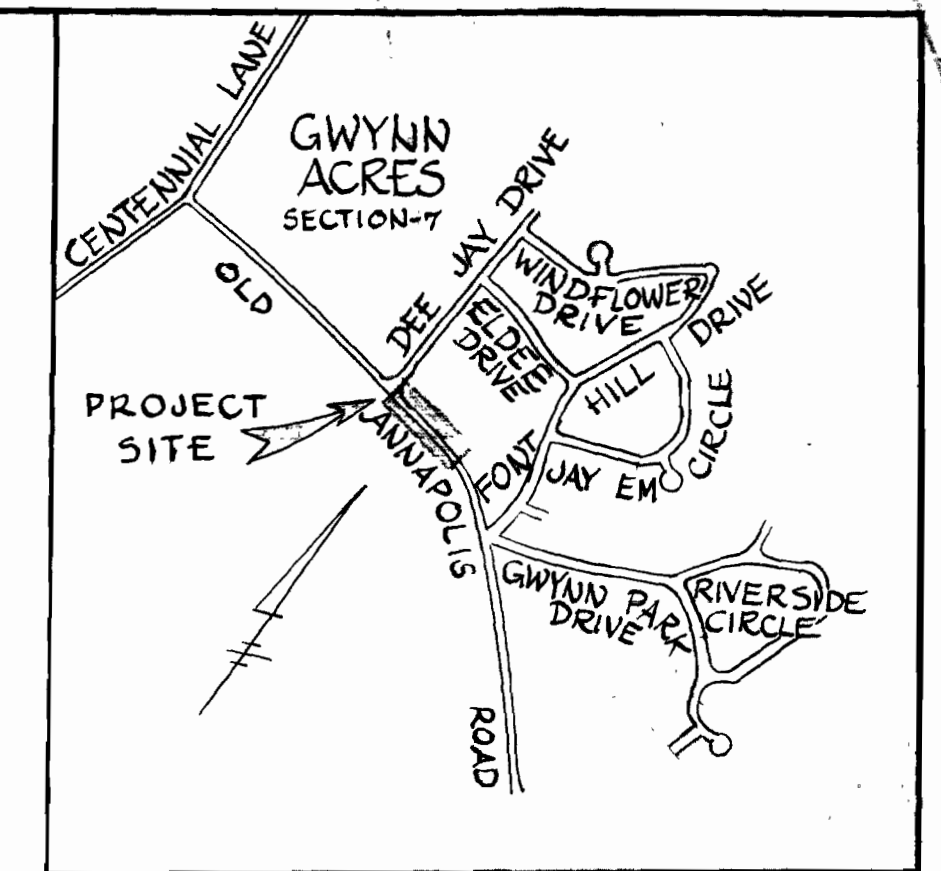 CENTENNIAL LANE
GWYNN
ACRES
SECTION-7
OLD
DEE JAY DRIVE
WINDFLOWER
DRIVE
ELDEE
DRIVE
HILL DRIVE
PROJECT
SITE
ANNAPOLIS
FONT
JAY EM CIRCLE
GWYNN PARK
DRIVE
RIVERSIDE
CIRCLE
ROAD